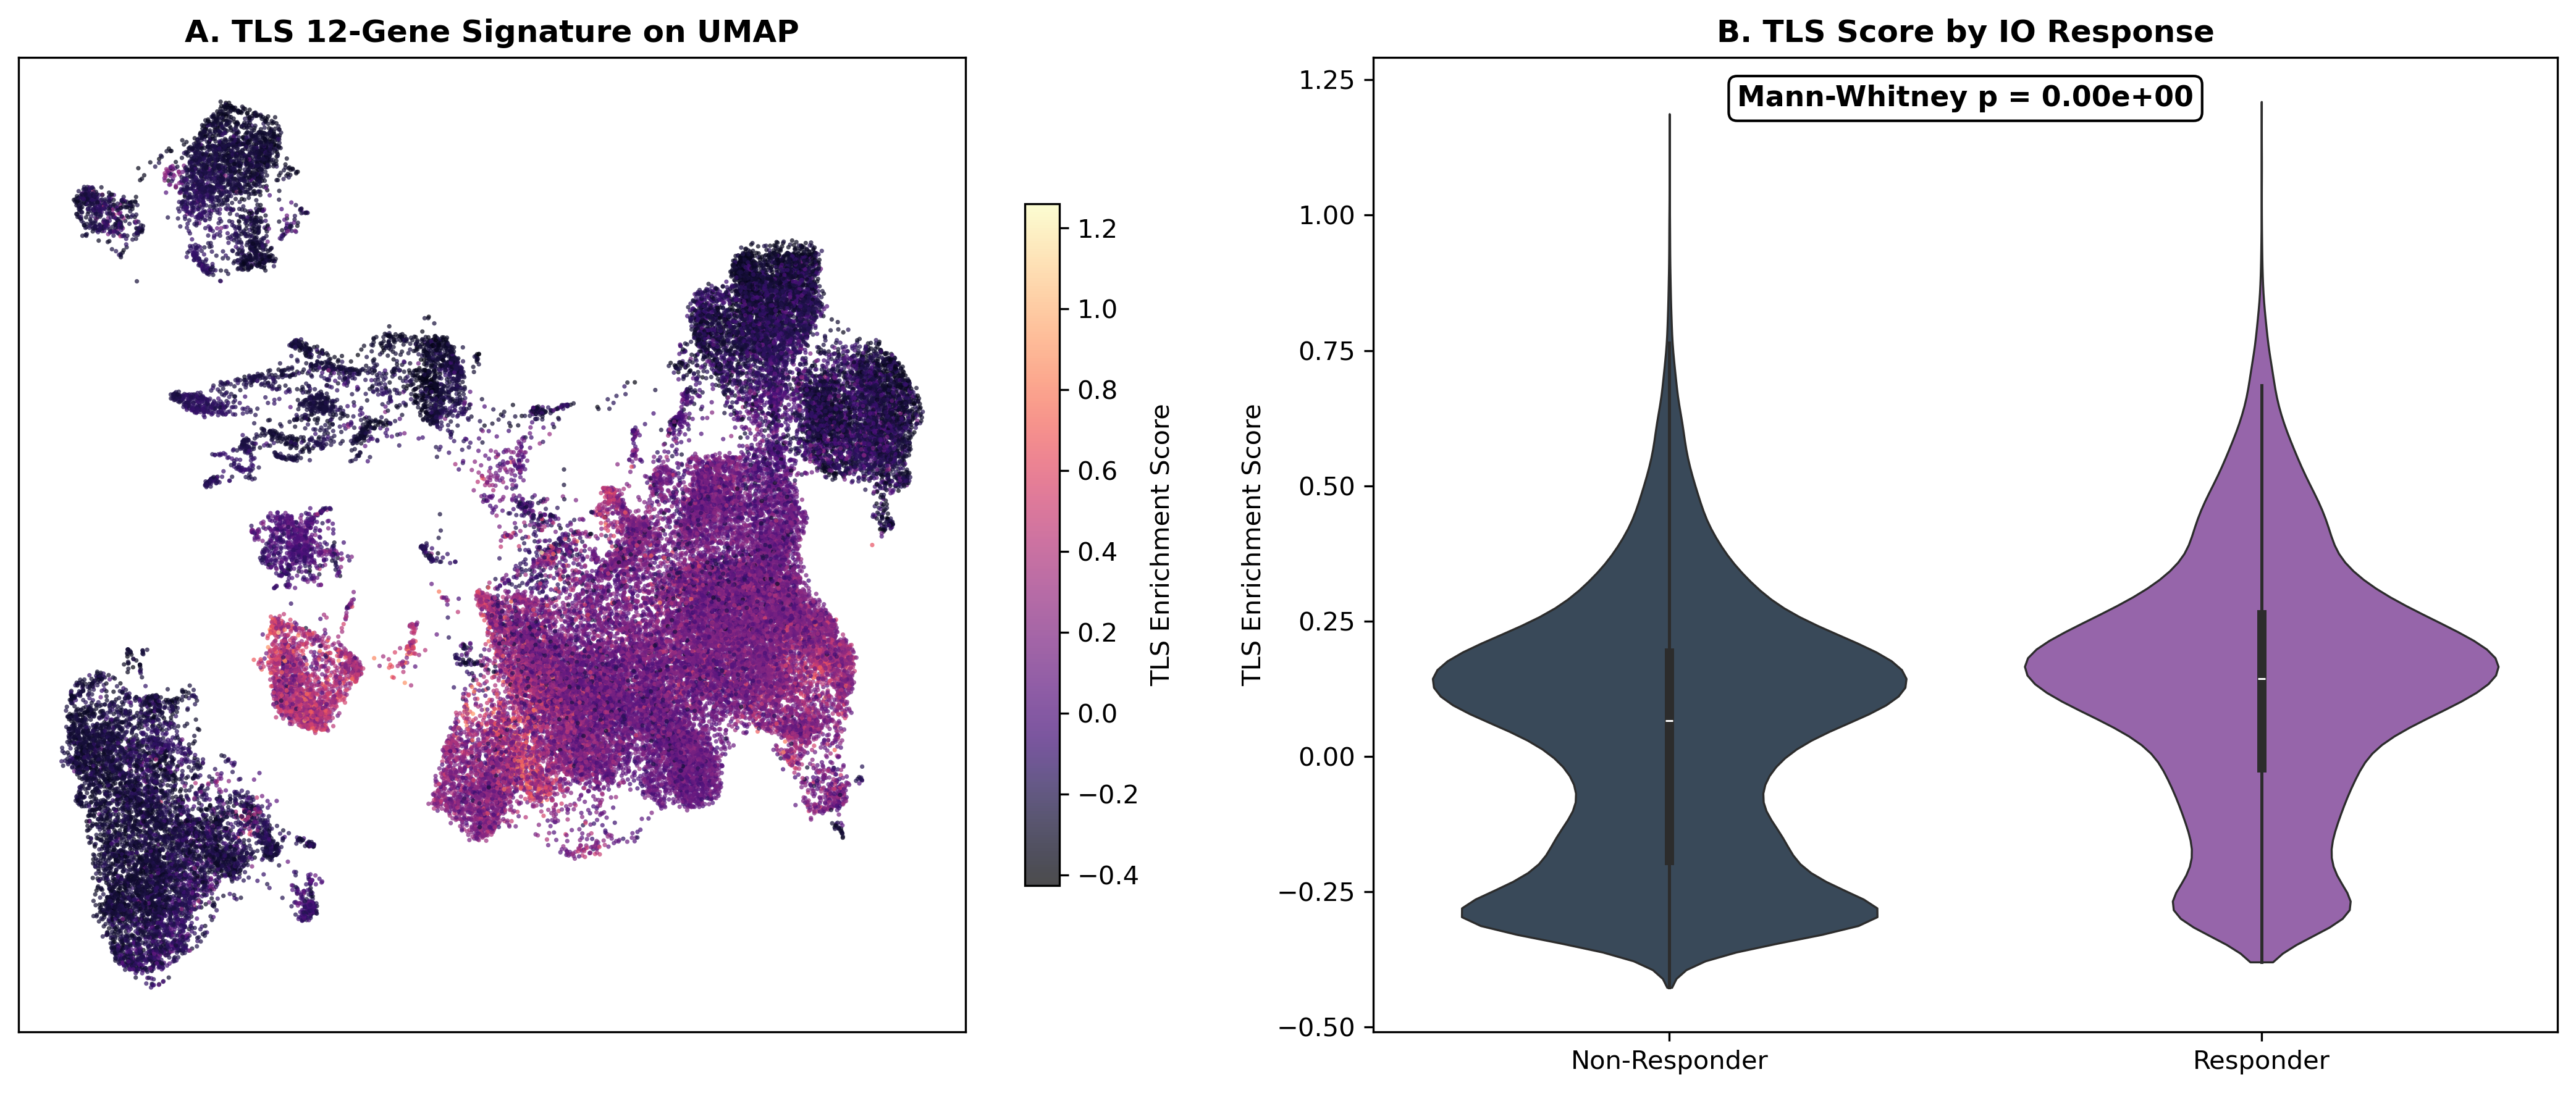 A. TLS 12-Gene Signature on UMAP
1.2
1.0
0.8
0.6
0.4
0.2
0.0
−0.2
−0.4
TLS Enrichment Score
B. TLS Score by IO Response
Mann-Whitney p = 0.00e+00
TLS Enrichment Score
1.25
1.00
0.75
0.50
0.25
0.00
−0.25
−0.50
Non-Responder
Responder